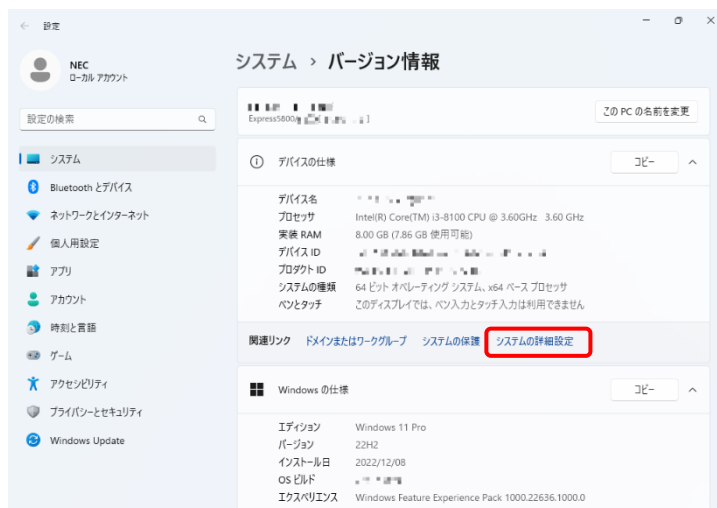 設定
NEC
ローカル アカウント
設定の検索
システム
Bluetooth とデバイス
ネットワークとインターネット
個人用設定
アプリ
アカウント
時刻と言語
ゲーム
アクセシビリティ
プライバシーとセキュリティ
Windows Update
システム › バージョン情報
Express5800/
この PC の名前を変更
デバイスの仕様
コピー
デバイス名
プロセッサ Intel(R) Core(TM) i3-8100 CPU @ 3.60GHz 3.60 GHz
実装 RAM 8.00 GB (7.86 GB 使用可能)
デバイス ID
プロダクト ID
システムの種類 64 ビット オペレーティング システム、x64 ベース プロセッサ
ペンとタッチ このディスプレイでは、ペン入力とタッチ入力は利用できません
関連リンク ドメインまたはワークグループ システムの保護 システムの詳細設定
Windows の仕様
コピー
エディション Windows 11 Pro
バージョン 22H2
インストール日 2022/12/08
OS ビルド
エクスペリエンス Windows Feature Experience Pack 1000.22636.1000.0